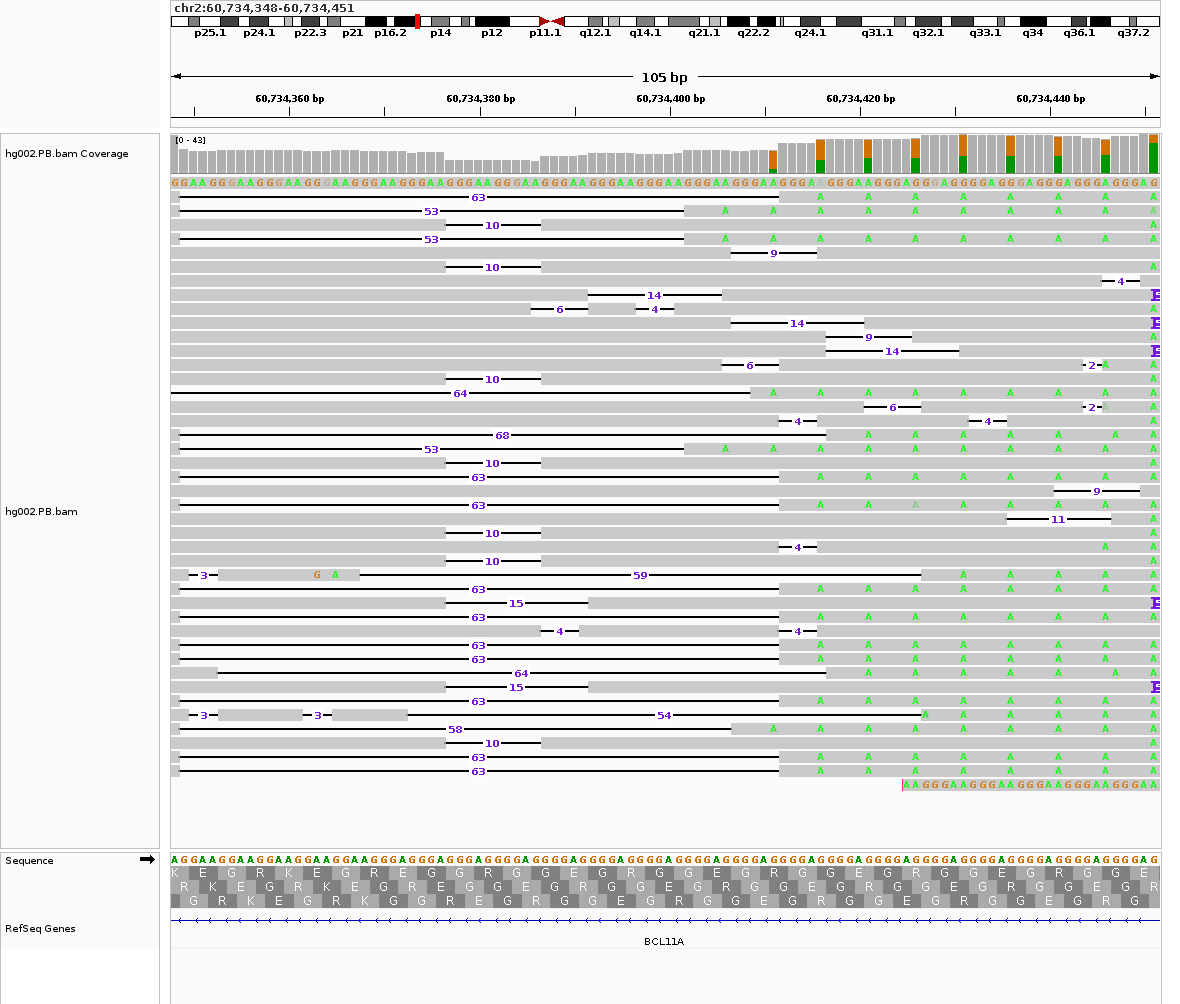 chr2:60,734,348-60,734,451
p25.1 p24.1 p22.3 p21 p16.2 p14 p12 p11.1 q12.1 q14.1 q21.1 q22.2 q24.1 q31.1 q32.1 q33.1 q34 q36.1 q37.2
105 bp
60,734,360 bp 60,734,380 bp 60,734,400 bp 60,734,420 bp 60,734,440 bp
hg002.PB.bam Coverage
[0 - 43]
63 A A A A A A A A
53 A A A A A A A A A A
10 A
53 A A A A A A A A A A
9
10 A
4
14
6 4 A
14
9 A
14
6 2 A A
10 A
64 A A A A A A A A A
6 2 A A
4 4 A
68 A A A A A A A
53 A A A A A A A A A A
10 A
63 A A A A A A A A
9
hg002.PB.bam
63 A A A A A A A A
11 A
10 A
4 A A
10 A
3 G A 59 A A A A A
63 A A A A A A A A
15
63 A A A A A A A A
4 4
63 A A A A A A A A
63 A A A A A A A
64 A A A A A A A
15
63 A A A A A A A A
3 3 54 A A A A A A
58 A A A A A A A A A
10 A
63 A A A A A A A A
63 A A A A A A A A
AAGGGAAGGGAAGGGAAGGGAAGGGAA
Sequence
RefSeq Genes
BCL11A